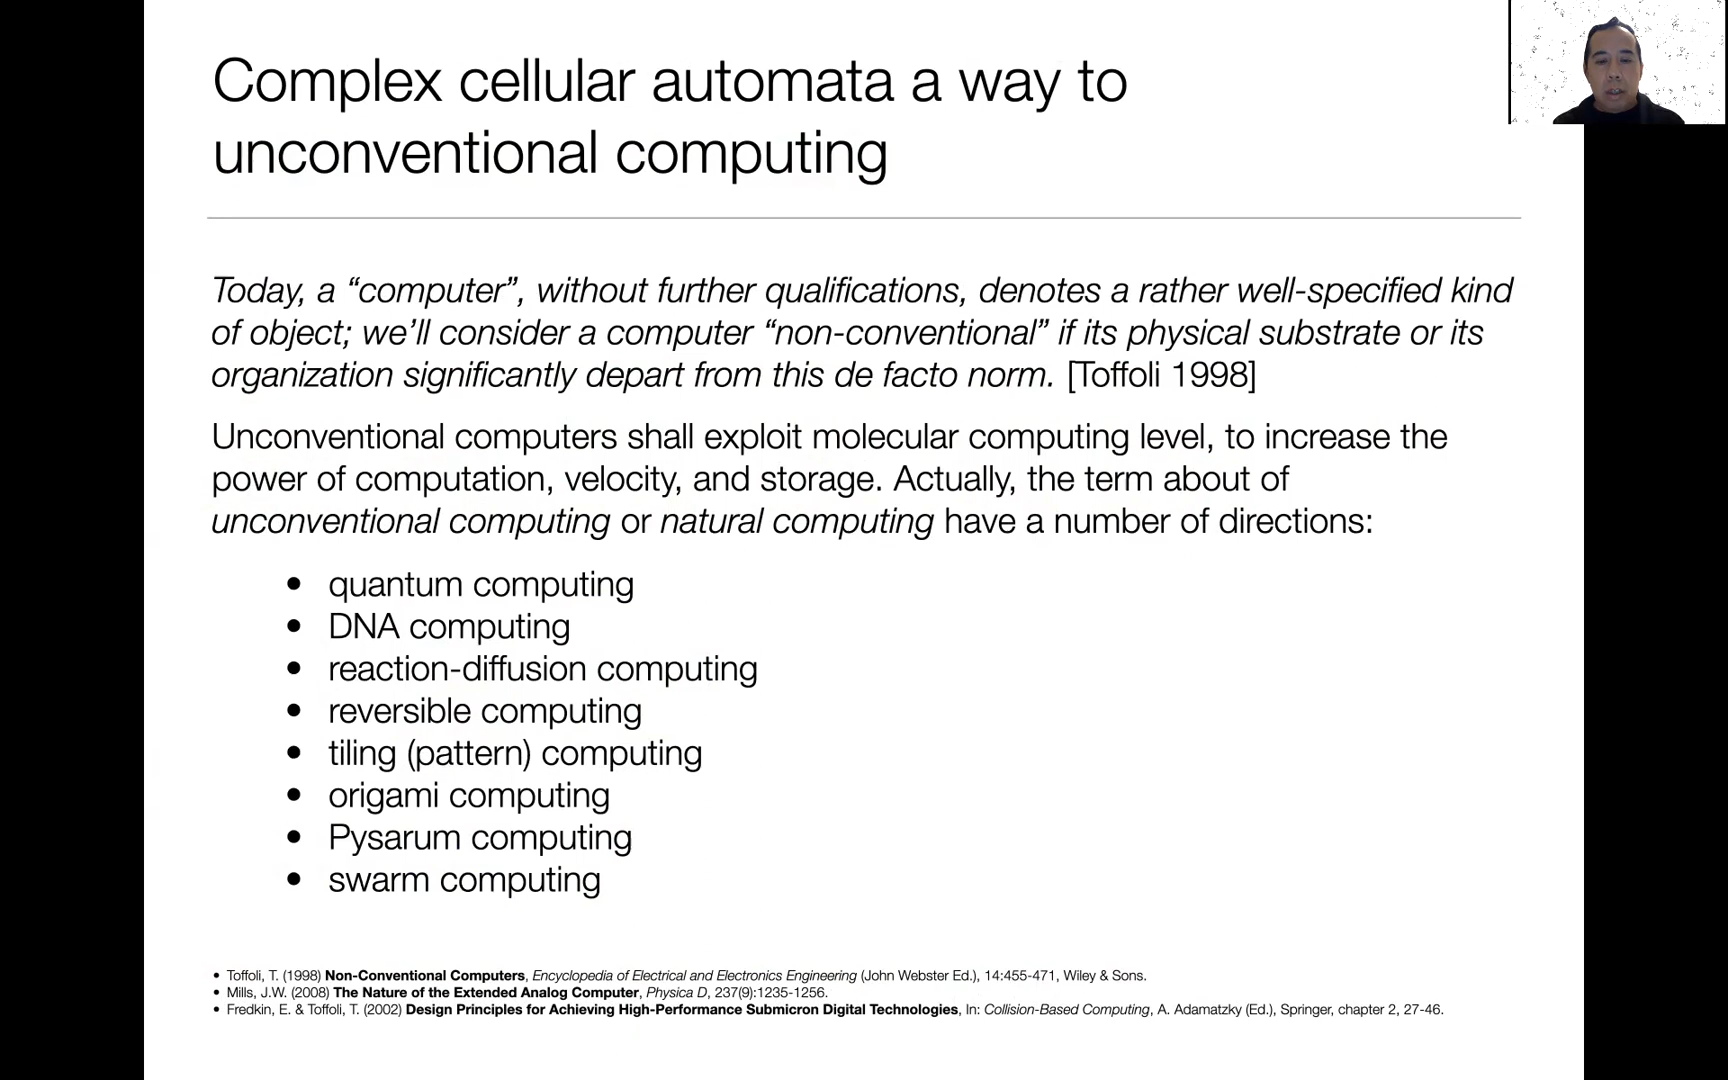 Complex cellular automata a way to
unconventional computing
Today, a “computer”, without further qualifications, denotes a rather well-specified kind
of object; we’ll consider a computer “non-conventional” if its physical substrate or its
organization significantly depart from this de facto norm. [Toffoli 1998]
Unconventional computers shall exploit molecular computing level, to increase the
power of computation, velocity, and storage. Actually, the term about of
unconventional computing or natural computing have a number of directions:
• quantum computing
• DNA computing
• reaction-diffusion computing
• reversible computing
• tiling (pattern) computing
• origami computing
• Pysarum computing
• swarm computing
• Toffoli, T. (1998) Non-Conventional Computers, Encyclopedia of Electrical and Electronics Engineering (John Webster Ed.), 14:455-471, Wiley & Sons.
• Mills, J.W. (2008) The Nature of the Extended Analog Computer, Physica D, 237(9):1235-1256.
• Fredkin, E. & Toffoli, T. (2002) Design Principles for Achieving High-Performance Submicron Digital Technologies, In: Collision-Based Computing, A. Adamatzky (Ed.), Springer, chapter 2, 27-46.